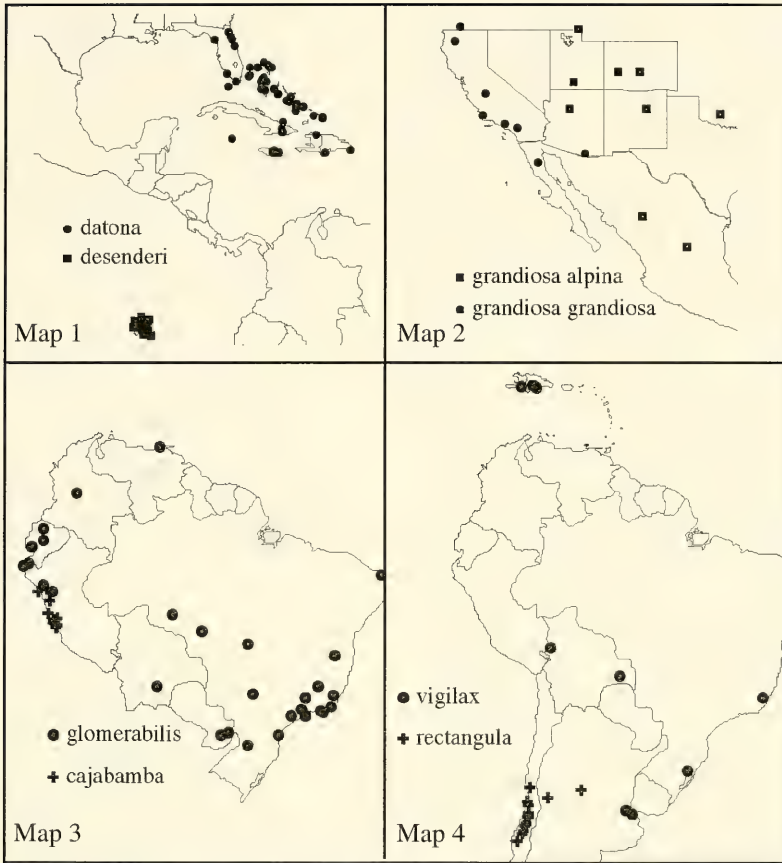 datona
desenderi
Map 1
grandiosa alpina
grandiosa grandiosa
Map 2
glomerabilis
cajabamba
Map 3
vigilax
rectangula
Map 4